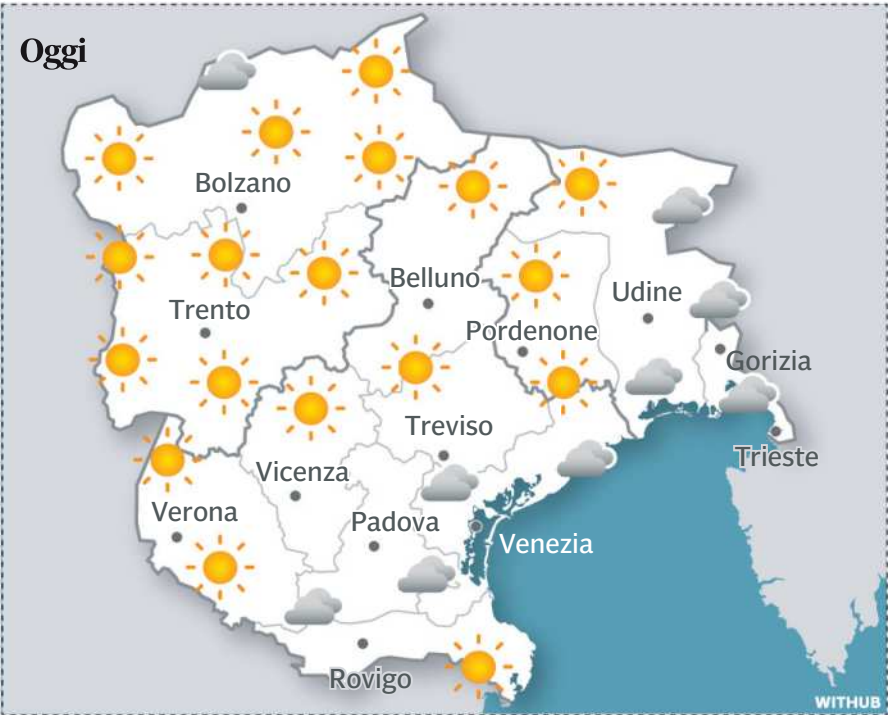 Oggi
Bolzano
Belluno
Udine
Trento
Pordenone
Gorizia
Treviso
Trieste
Vicenza
Verona
Padova
Venezia
Rovigo
WITHUB